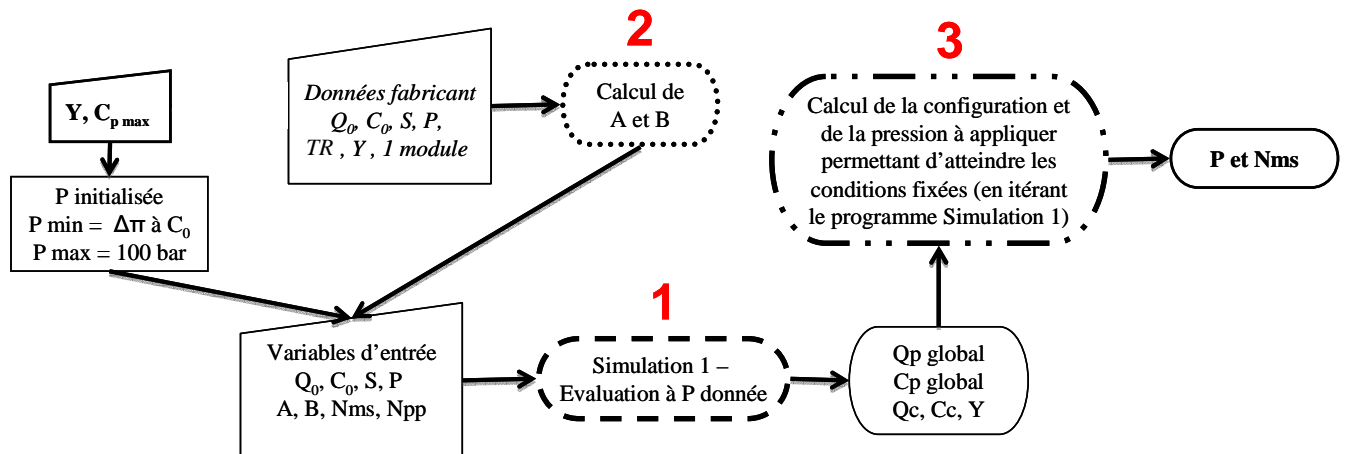 2
3
Y, Cp max
Données fabricant
Q0, C0, S, P,
TR , Y , 1 module
Calcul de
A et B
Calcul de la configuration et
de la pression à appliquer
permettant d'atteindre les
conditions fixées (en itérant
le programme Simulation 1)
P et Nms
P initialisée
P min = Δπ à C0
P max = 100 bar
1
Variables d'entrée
Q0, C0, S, P
A, B, Nms, Npp
Simulation 1 –
Evaluation à P donnée
Qp global
Cp global
Qc, Cc, Y